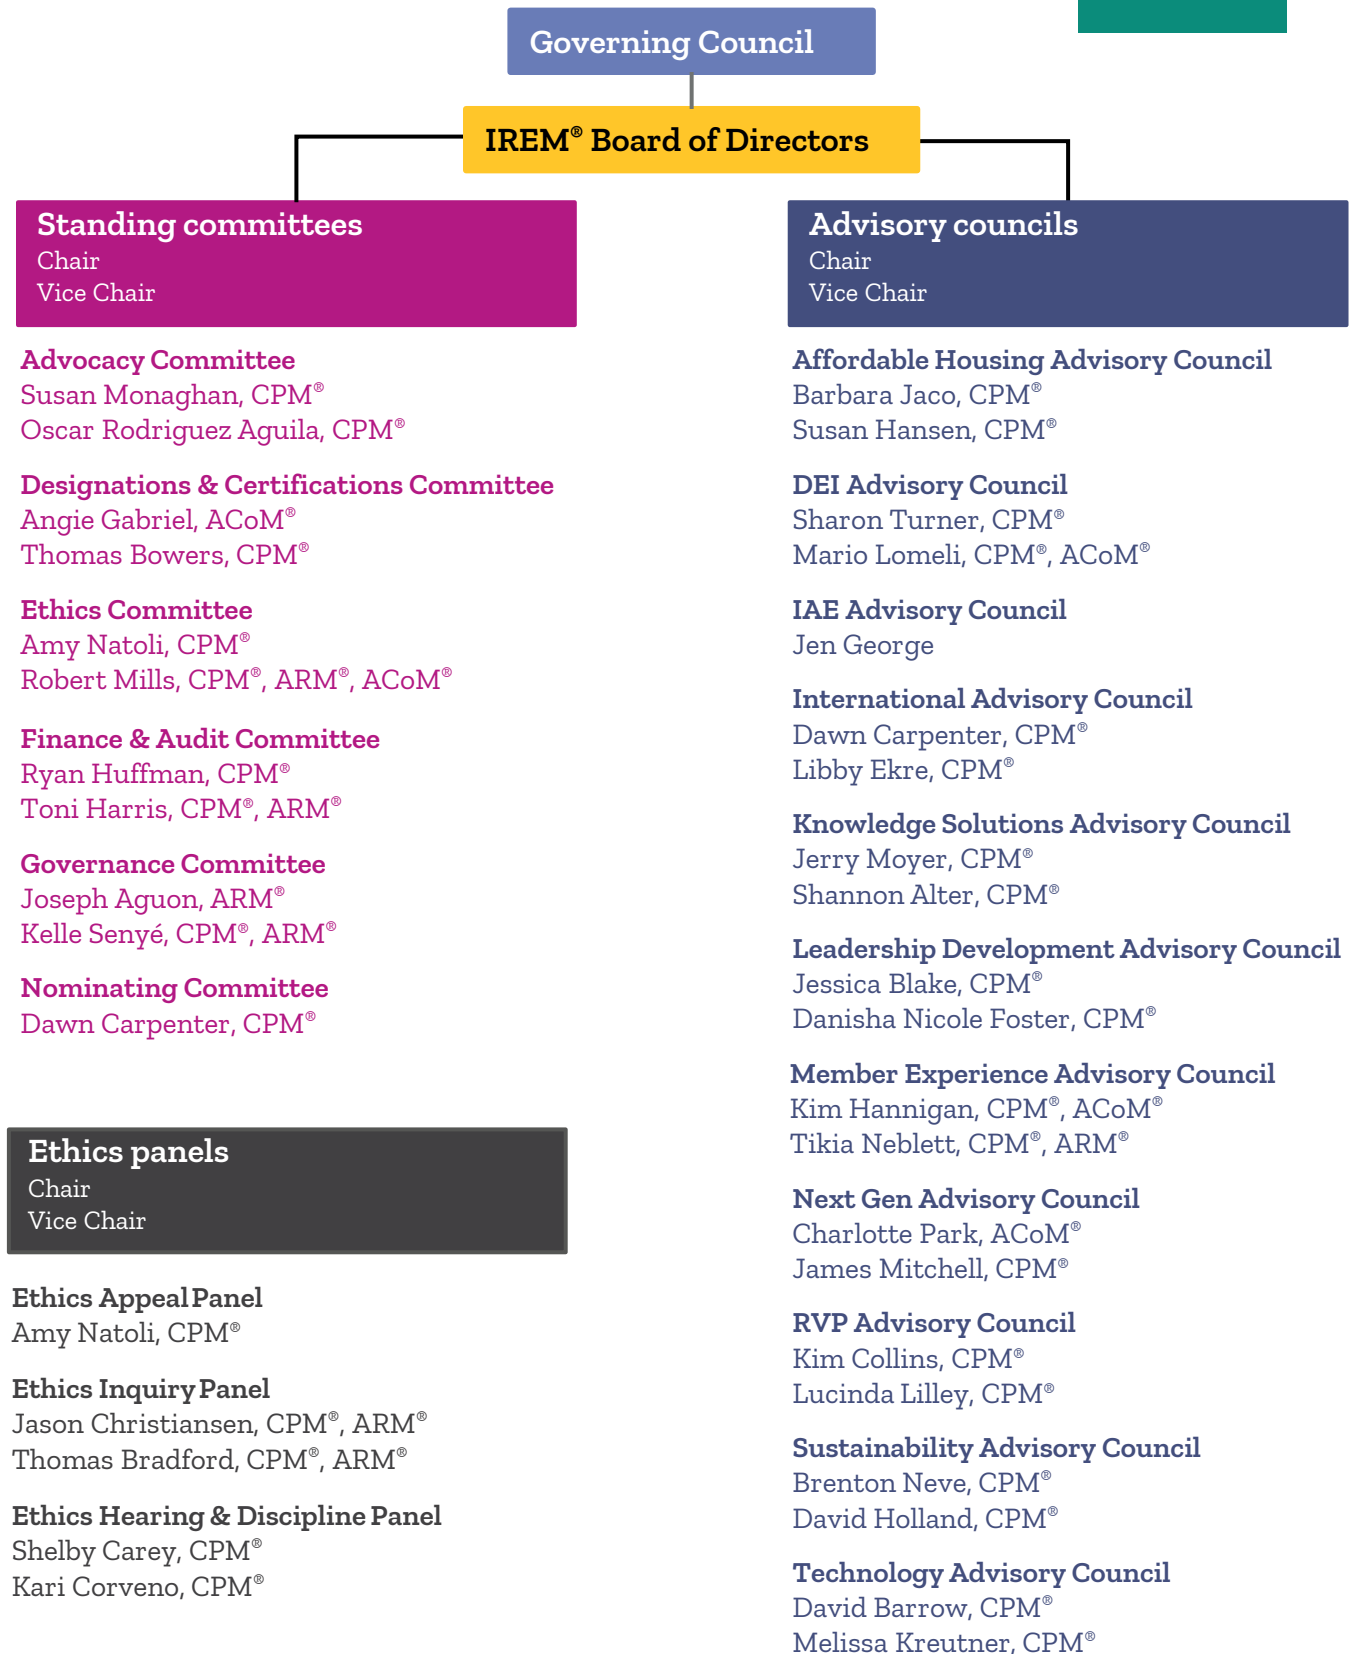 Governing Council
IREM® Board of Directors
Standing committees
Chair
Vice Chair
Advocacy Committee
Susan Monaghan, CPM®
Oscar Rodriguez Aguila, CPM®
Designations & Certifications Committee
Angie Gabriel, ACoM®
Thomas Bowers, CPM®
Ethics Committee
Amy Natoli, CPM®
Robert Mills, CPM®, ARM®, ACoM®
Finance & Audit Committee
Ryan Huffman, CPM®
Toni Harris, CPM®, ARM®
Governance Committee
Joseph Aguon, ARM®
Kelle Senyé, CPM®, ARM®
Nominating Committee
Dawn Carpenter, CPM®
Ethics panels
Chair
Vice Chair
Ethics Appeal Panel
Amy Natoli, CPM®
Ethics Inquiry Panel
Jason Christiansen, CPM®, ARM®
Thomas Bradford, CPM®, ARM®
Ethics Hearing & Discipline Panel
Shelby Carey, CPM®
Kari Corveno, CPM®
Advisory councils
Chair
Vice Chair
Affordable Housing Advisory Council
Barbara Jaco, CPM®
Susan Hansen, CPM®
DEI Advisory Council
Sharon Turner, CPM®
Mario Lomeli, CPM®, ACoM®
IAE Advisory Council
Jen George
International Advisory Council
Dawn Carpenter, CPM®
Libby Ekre, CPM®
Knowledge Solutions Advisory Council
Jerry Moyer, CPM®
Shannon Alter, CPM®
Leadership Development Advisory Council
Jessica Blake, CPM®
Danisha Nicole Foster, CPM®
Member Experience Advisory Council
Kim Hannigan, CPM®, ACoM®
Tikia Neblett, CPM®, ARM®
Next Gen Advisory Council
Charlotte Park, ACoM®
James Mitchell, CPM®
RVP Advisory Council
Kim Collins, CPM®
Lucinda Lilley, CPM®
Sustainability Advisory Council
Brenton Neve, CPM®
David Holland, CPM®
Technology Advisory Council
David Barrow, CPM®
Melissa Kreutner, CPM®